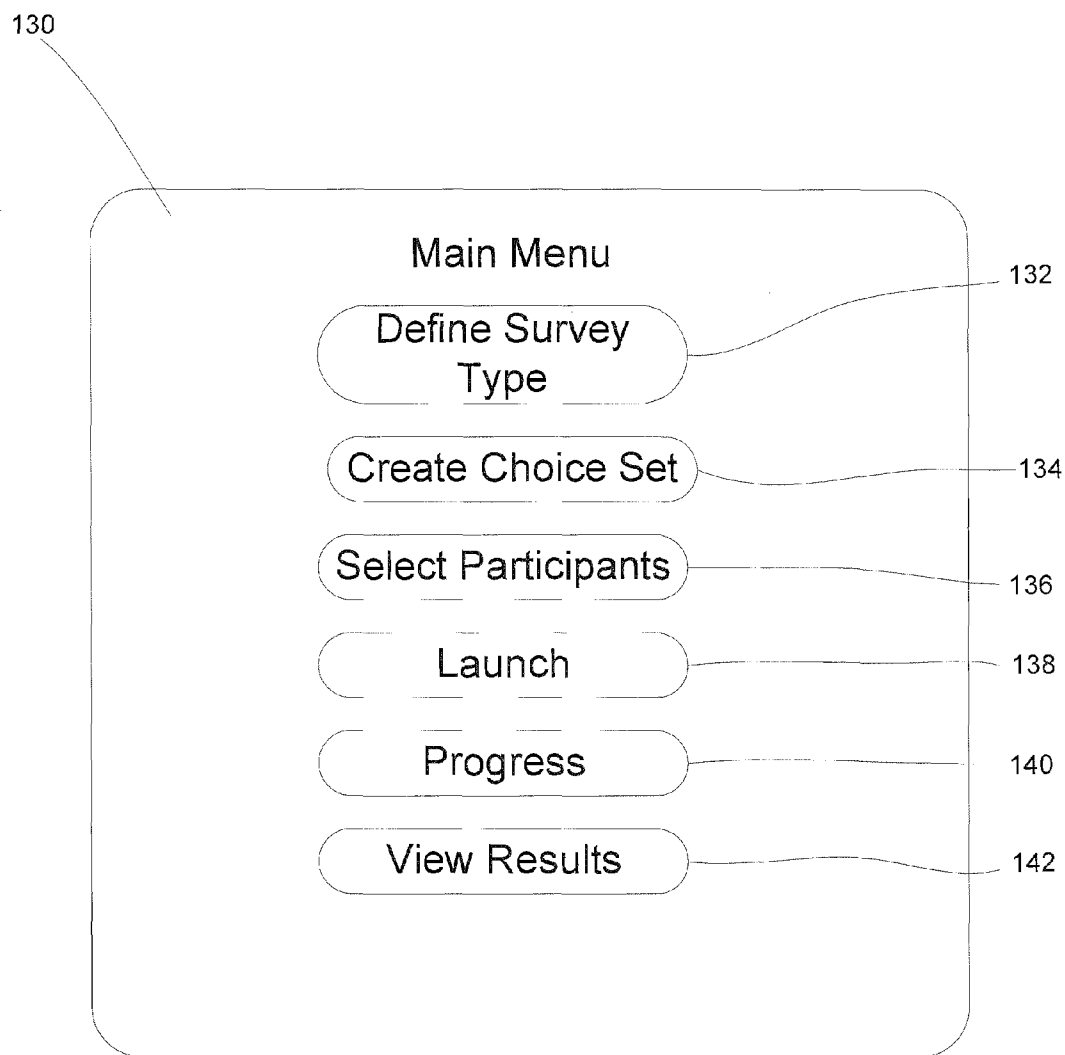 130
Main Menu
132
Define Survey
Type
Create Choice Set
134
Select Participants
136
Launch
138
Progress
140
View Results
142